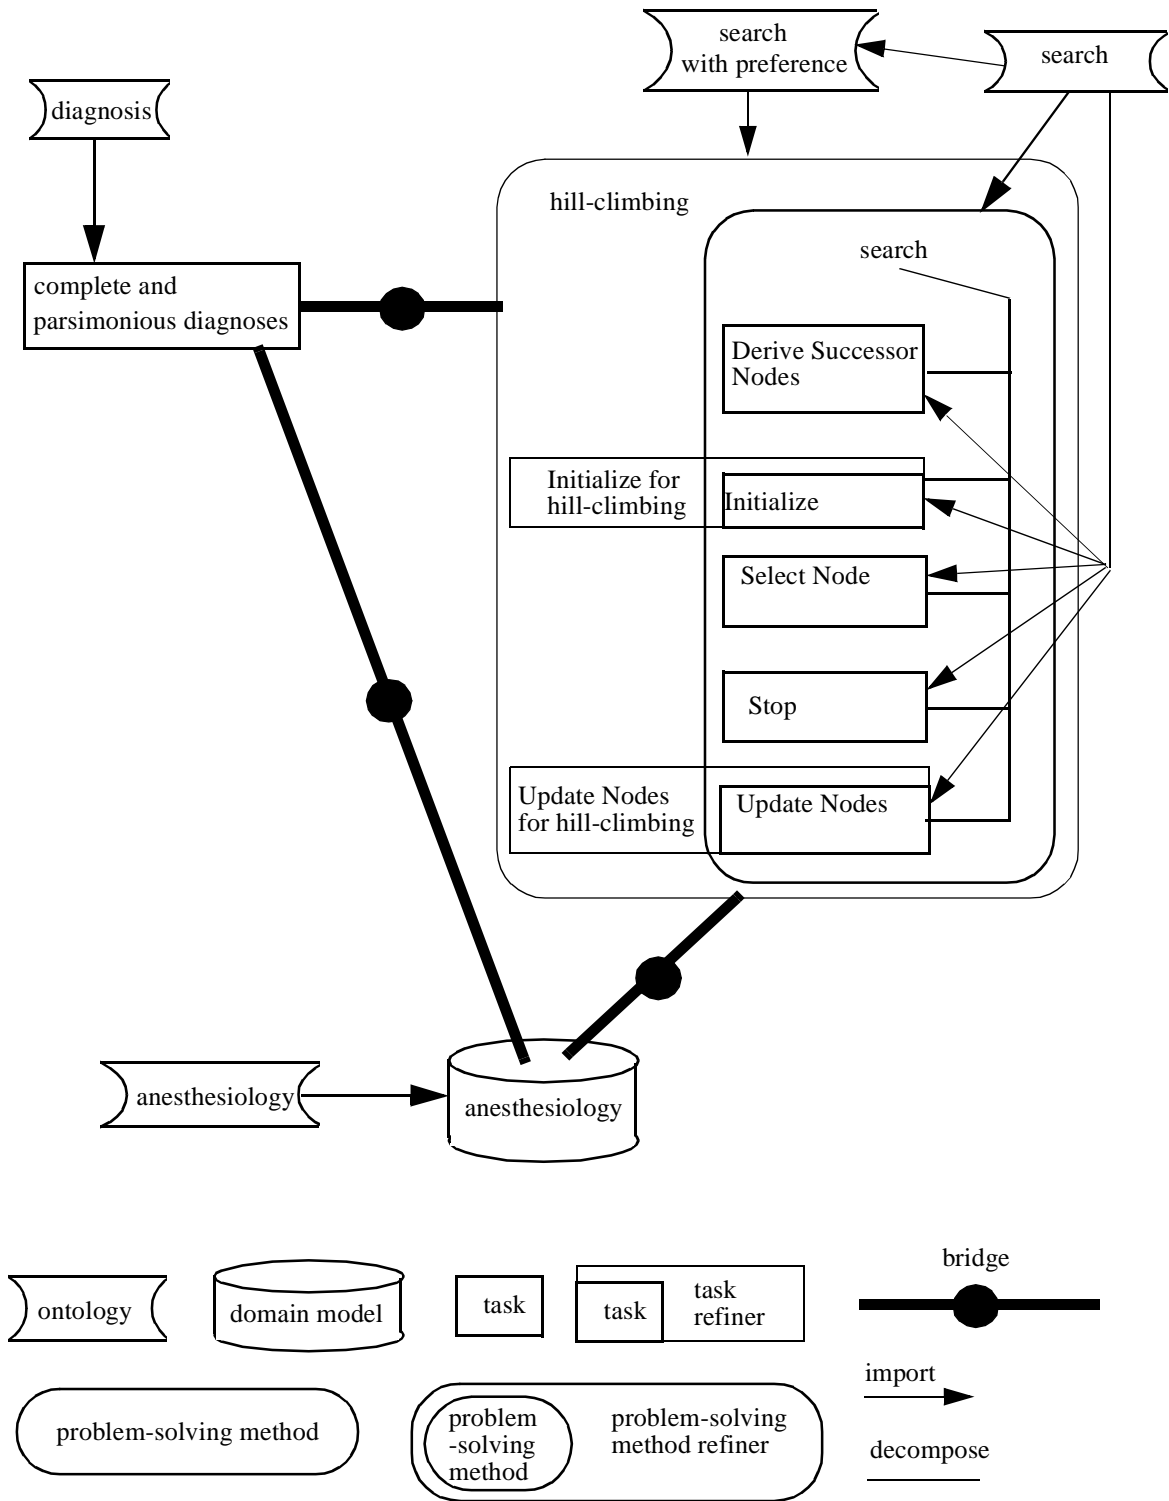 search
with preference
search
diagnosis
hill-climbing
search
complete and
parsimonious diagnoses
Derive Successor
Nodes
Initialize for
hill-climbing
Initialize
Select Node
Stop
Update Nodes
for hill-climbing
Update Nodes
anesthesiology
anesthesiology
bridge
ontology
domain model
task
task
task
refiner
import
problem-solving method
problem
-solving
method
problem-solving
method refiner
decompose